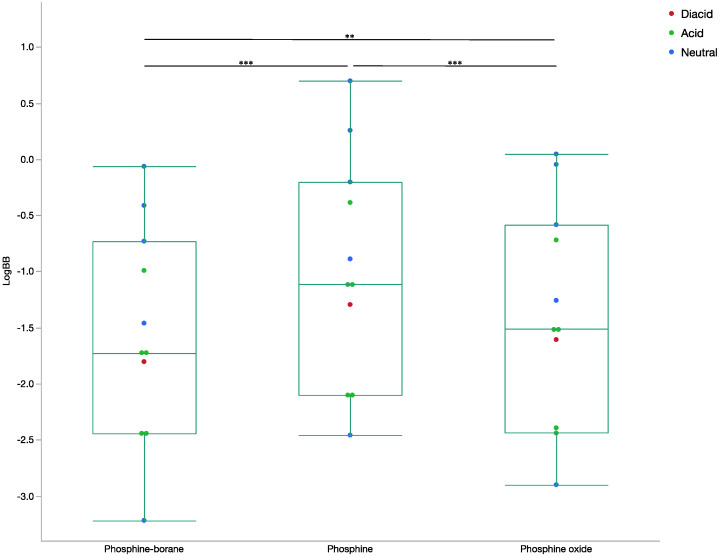 Diacid
Acid
Neutral
**
***
***
1.0
0.5
0.0
-0.5
-1.0
-1.5
-2.0
-2.5
-3.0
LogBB
Phosphine-borane
Phosphine
Phosphine oxide